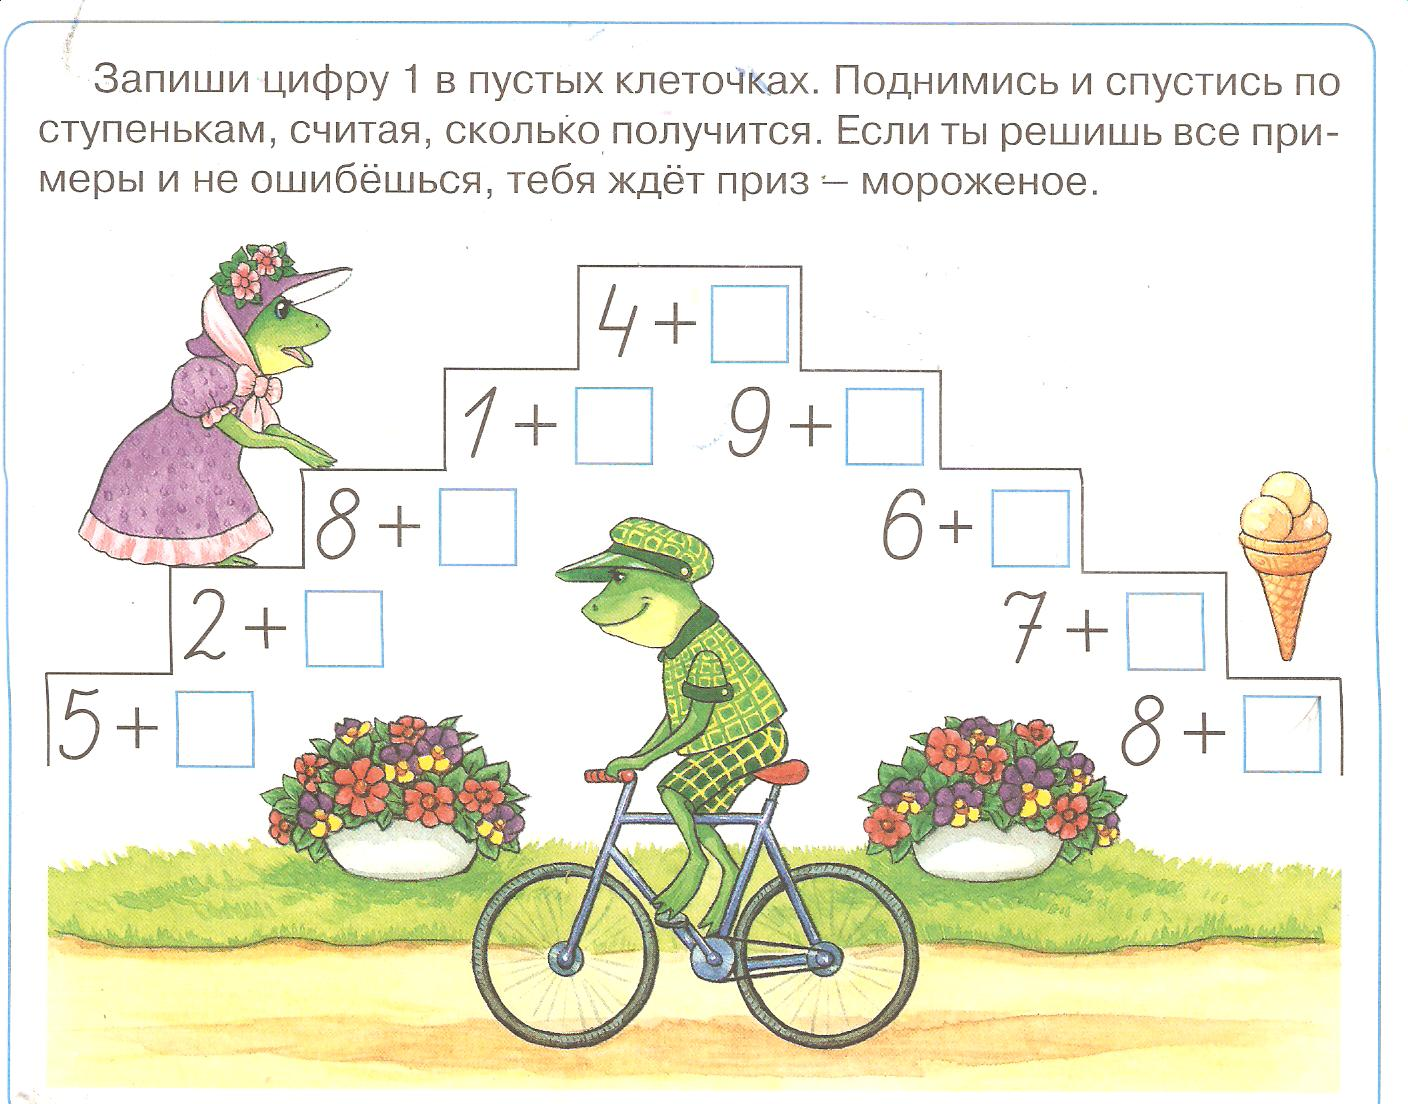 Запиши цифру 1 в пустых клеточках. Поднимись и спустись по
ступенькам, считая, сколько получится. Если ты решишь все при-
меры и не ошибёшься, тебя ждёт приз – мороженое.
4 +
1 + 9 +
8 + 6 +
2 + 7 +
5 + 8 +